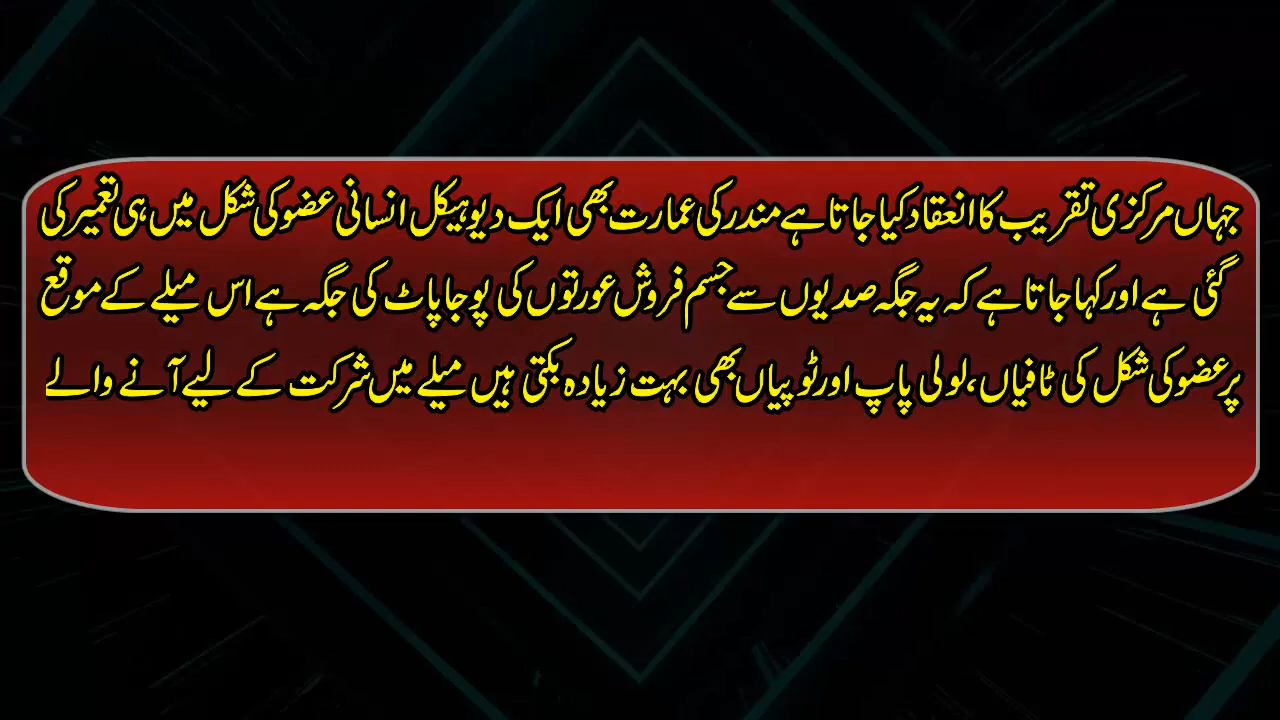 جہاں مرکزی تقریب کا انعقاد کیا جاتا ہے مندر کی عمارت بھی ایک دیوہیکل انسانی عضو کی شکل میں ہی تعمیر کی
گئی ہے اور کہا جاتا ہے کہ یہ جگہ صدیوں سے جسم فروش عورتوں کی پوجا پاٹ کی جگہ ہے اس میلے کے موقع
پر عضو کی شکل کی ٹافیاں، لولی پاپ اور ٹوپیاں بھی بہت زیادہ بکتی ہیں میلے میں شرکت کے لیے آنے والے